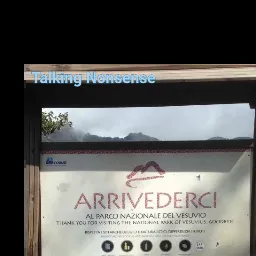 Talking Nonsense
ARRIVEDERCI
AL PARCO NAZIONALE DEL VESUVIO
THANK YOU FOR VISITING THE NATIONAL PARK OF VESUVIUS, GOODBYE!